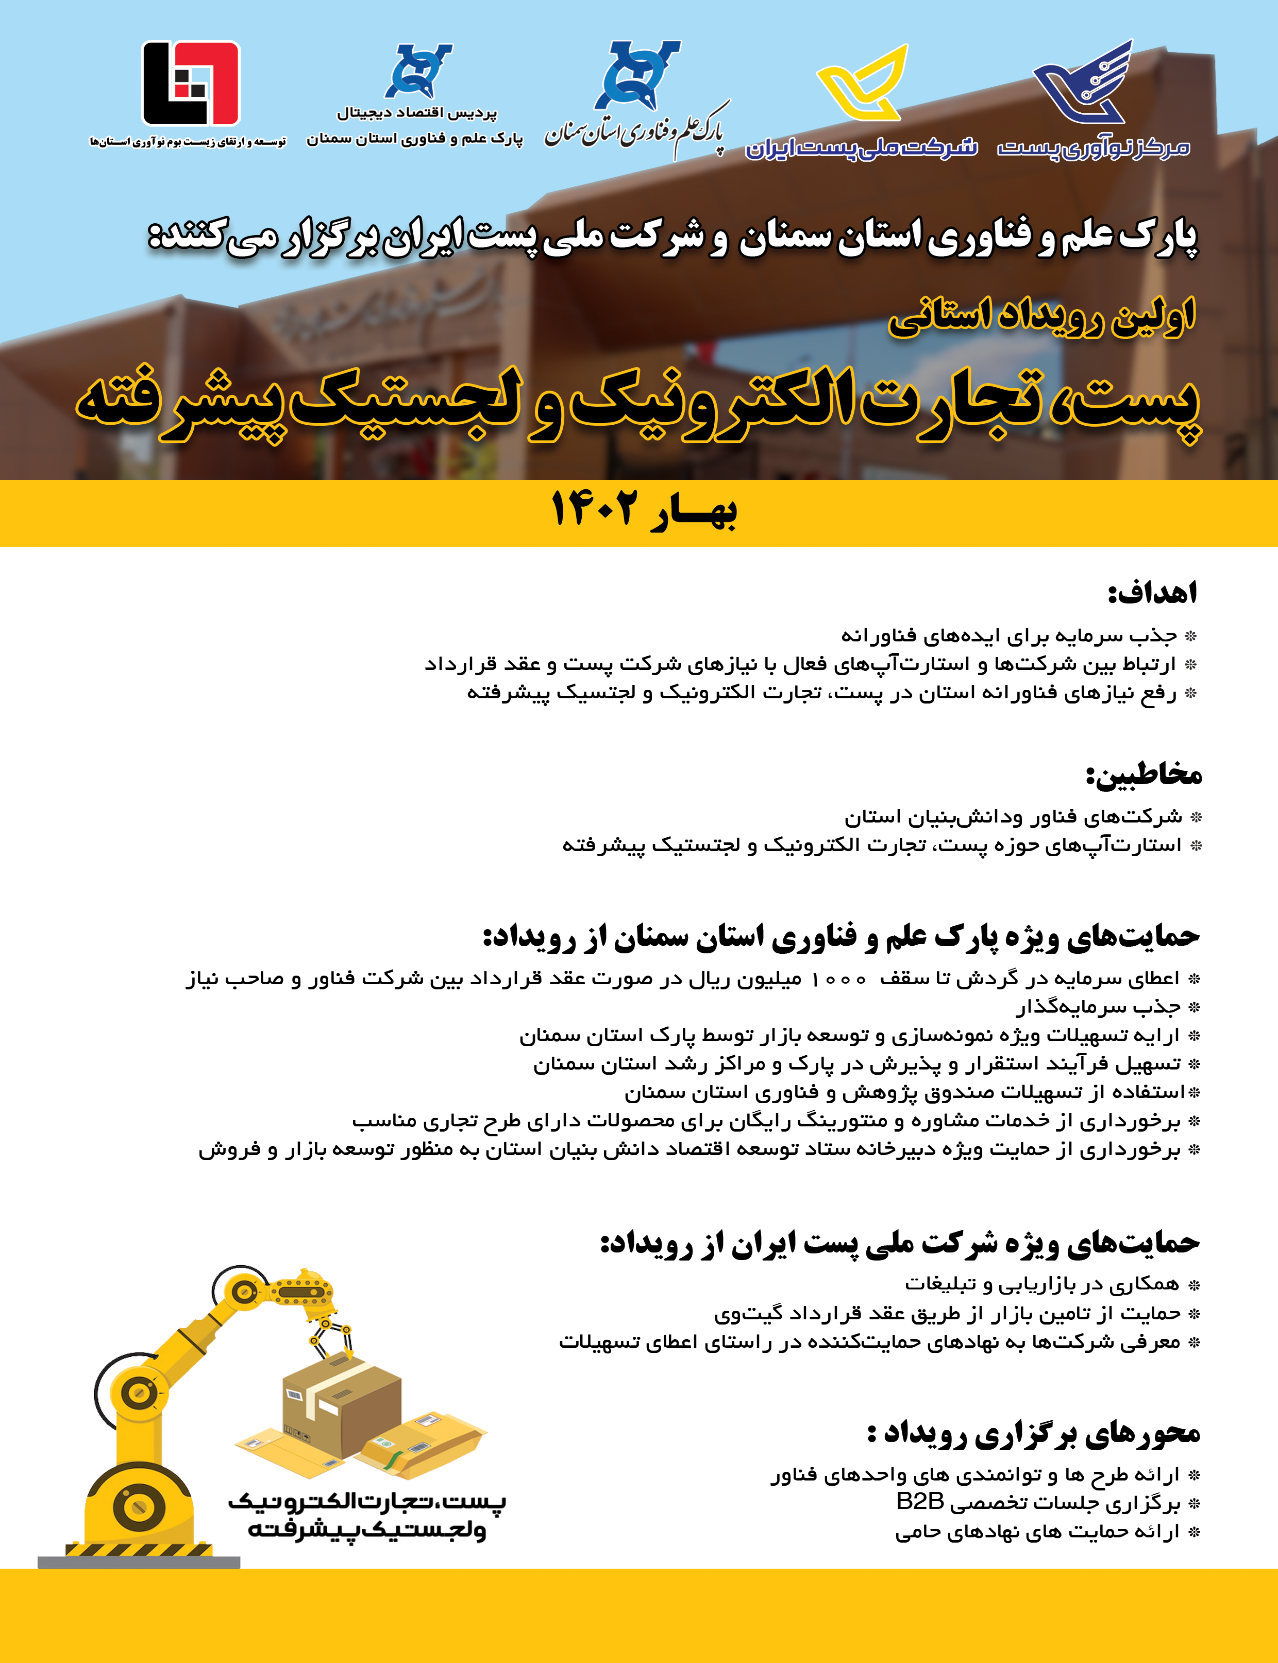 مرکز نوآوری پست
شرکت ملی پست ایران
پارک علم و فناوری استان سمنان
پردیس اقتصاد دیجیتال
پارک علم و فناوری استان سمنان
توسعه و ارتقای زیست بوم نوآوری استان‌ها
پارک علم و فناوری استان سمنان و شرکت ملی پست ایران برگزار می‌کنند:
اولین رویداد استانی
پست، تجارت الکترونیک و لجستیک پیشرفته
بهـــار ۱۴۰۲
اهداف:
❊ جذب سرمایه برای ایده‌های فناورانه
❊ ارتباط بین شرکت‌ها و استارت‌آپ‌های فعال با نیازهای شرکت پست و عقد قرارداد
❊ رفع نیازهای فناورانه استان در پست، تجارت الکترونیک و لجتسیک پیشرفته
مخاطبین:
❊ شرکت‌های فناور ودانش‌بنیان استان
❊ استارت‌آپ‌های حوزه پست، تجارت الکترونیک و لجتستیک پیشرفته
حمایت‌های ویژه پارک علم و فناوری استان سمنان از رویداد:
❊ اعطای سرمایه در گردش تا سقف ۱۰۰۰ میلیون ریال در صورت عقد قرارداد بین شرکت فناور و صاحب نیاز
❊ جذب سرمایه‌گذار
❊ ارایه تسهیلات ویژه نمونه‌سازی و توسعه بازار توسط پارک استان سمنان
❊ تسهیل فرآیند استقرار و پذیرش در پارک و مراکز رشد استان سمنان
❊استفاده از تسهیلات صندوق پژوهش و فناوری استان سمنان
❊ برخورداری از خدمات مشاوره و منتورینگ رایگان برای محصولات دارای طرح تجاری مناسب
❊ برخورداری از حمایت ویژه دبیرخانه ستاد توسعه اقتصاد دانش بنیان استان به منظور توسعه بازار و فروش
حمایت‌های ویژه شرکت ملی پست ایران از رویداد:
❊ همکاری در بازاریابی و تبلیغات
❊ حمایت از تامین بازار از طریق عقد قرارداد گیت‌وی
❊ معرفی شرکت‌ها به نهادهای حمایت‌کننده در راستای اعطای تسهیلات
محورهای برگزاری رویداد :
❊ ارائه طرح ها و توانمندی های واحدهای فناور
❊ برگزاری جلسات تخصصی B2B
❊ ارائه حمایت های نهادهای حامی
پست، تجارت الکترونیک
و لجستیک پیشرفته